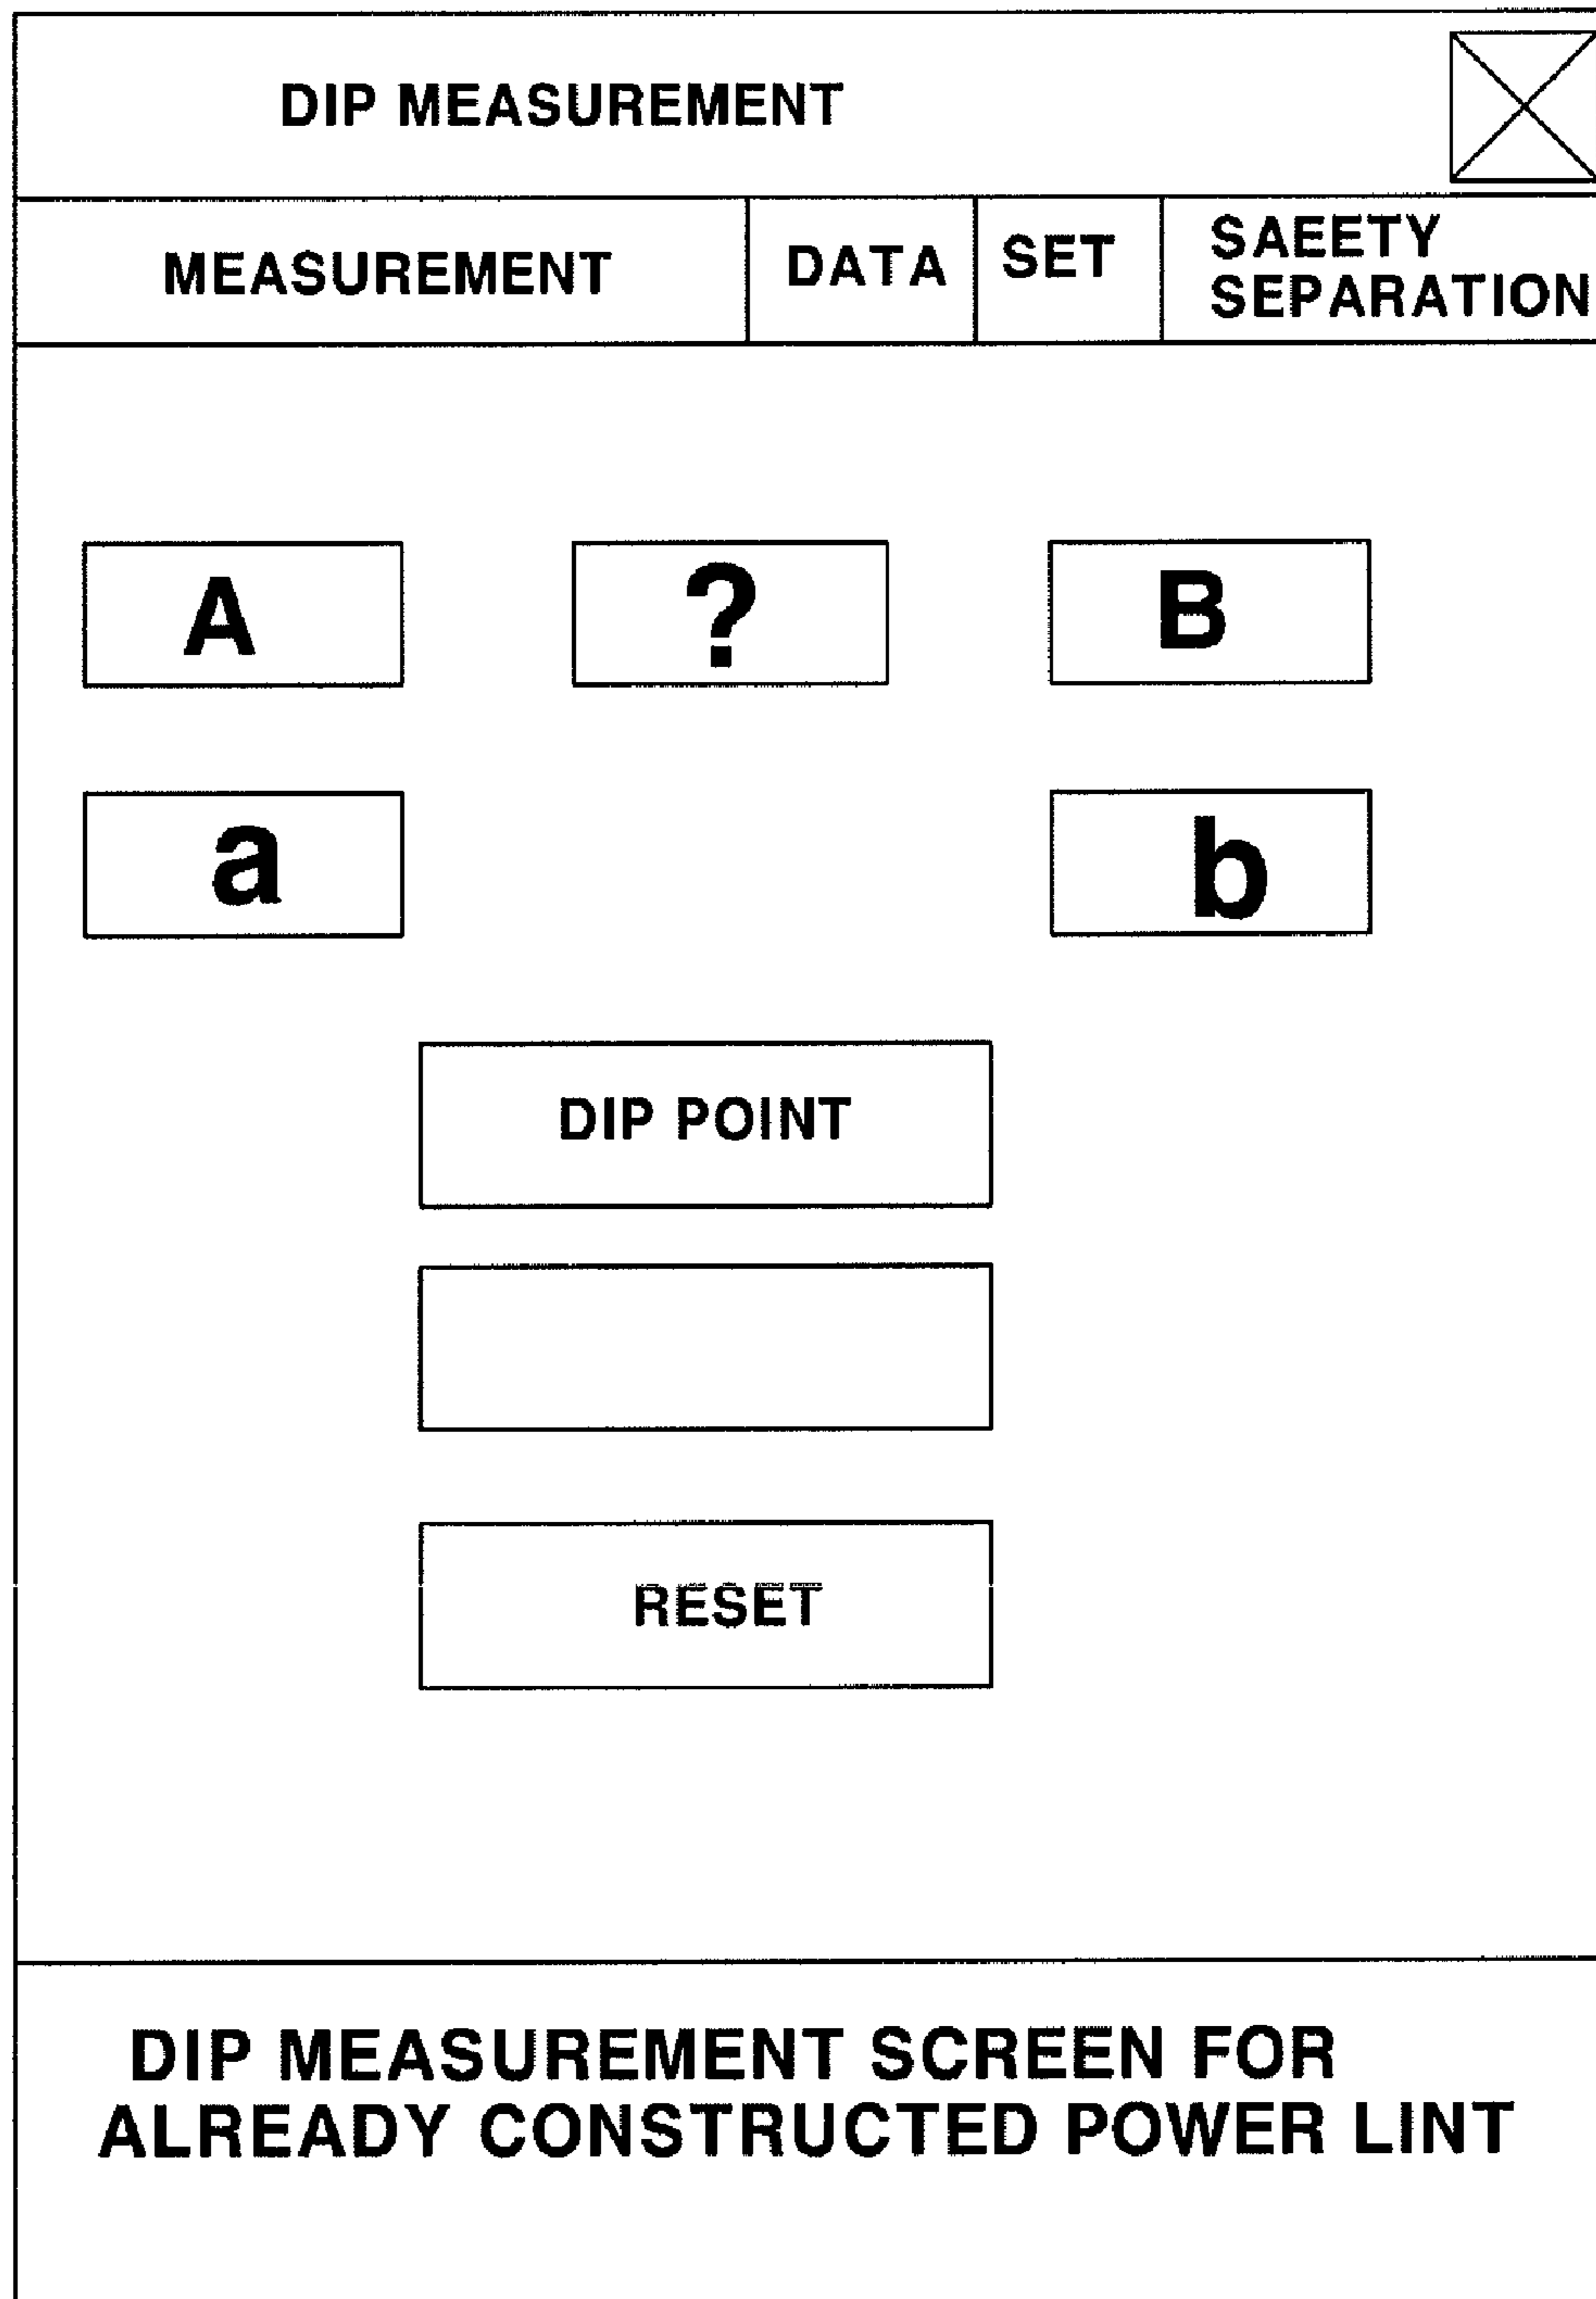 DIP MEASUREMENT
MEASUREMENT DATA SET SAEETY
SEPARATION
A ? B
a b
DIP POINT
RESET
DIP MEASUREMENT SCREEN FOR
ALREADY CONSTRUCTED POWER LINT